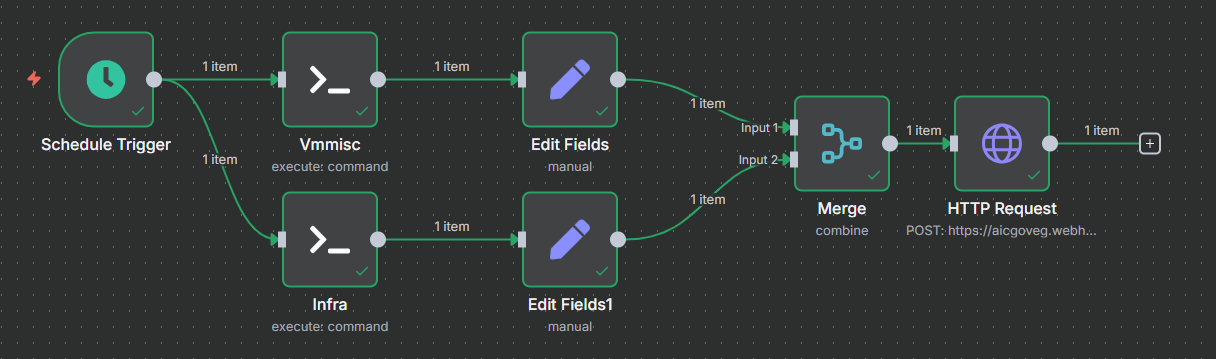 1 item
1 item
1 item
Input 1
1 item
1 item
Schedule Trigger
Vmmisc
execute: command
Edit Fields
manual
1 item
Input 2
1 item
1 item
Merge
combine
HTTP Request
POST: https://aicgoveg.webh...
Infra
execute: command
Edit Fields1
manual